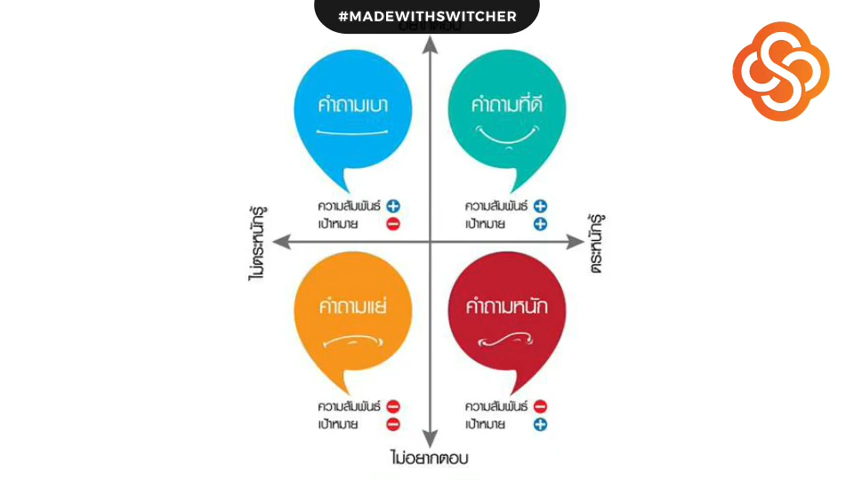 #MADEWITHSWITCHER
คำถามเบา
คำถามที่ดี
ความสัมพันธ์
เป้าหมาย
ความสัมพันธ์
เป้าหมาย
ไม่ตระหนักรู้
ตระหนักรู้
คำถามแย่
คำถามหนัก
ความสัมพันธ์
เป้าหมาย
ความสัมพันธ์
เป้าหมาย
ไม่อยากตอบ